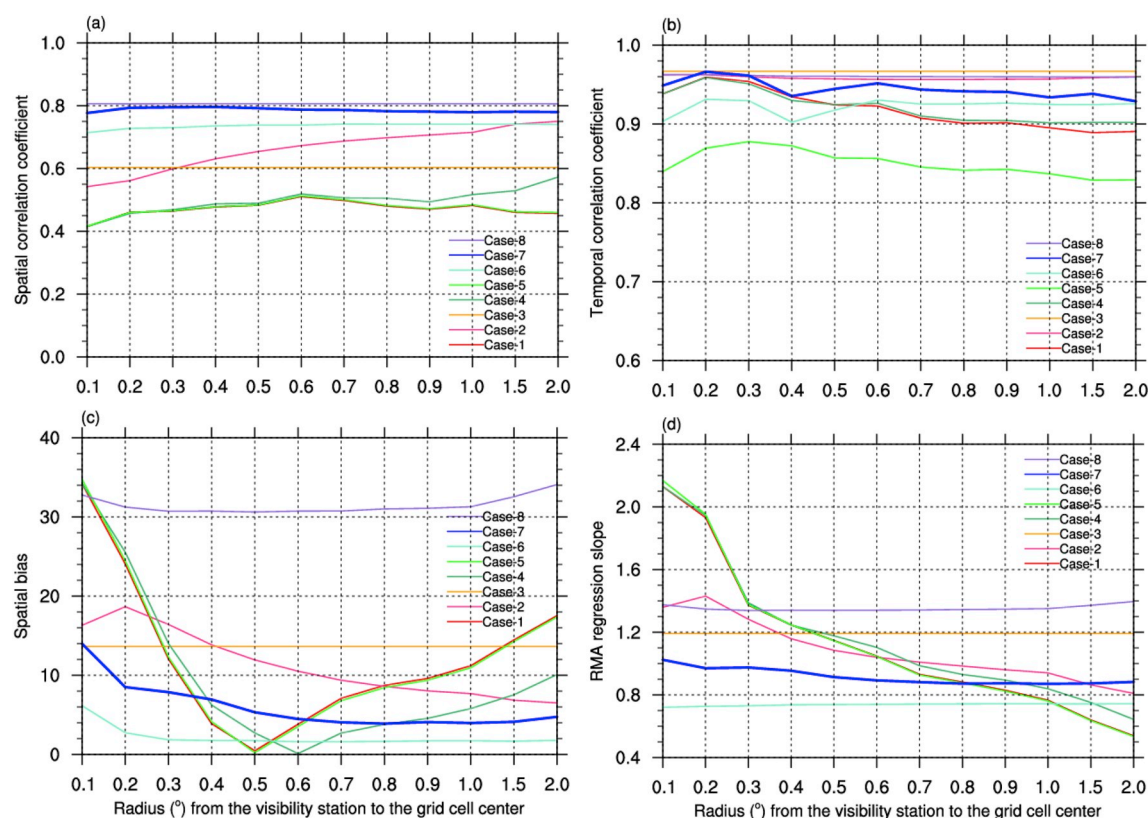 (a)
1.0
0.8
0.6
0.4
0.2
0.0
Spatial correlation coefficient
Case-8
Case-7
Case-6
Case-5
Case-4
Case-3
Case-2
Case-1
0.1 0.2 0.3 0.4 0.5 0.6 0.7 0.8 0.9 1.0 1.5 2.0
(b)
1.0
0.9
0.8
0.7
0.6
Temporal correlation coefficient
Case-8
Case-7
Case-6
Case-5
Case-4
Case-3
Case-2
Case-1
0.1 0.2 0.3 0.4 0.5 0.6 0.7 0.8 0.9 1.0 1.5 2.0
(c)
40
30
20
10
0
Spatial bias
Case-8
Case-7
Case-6
Case-5
Case-4
Case-3
Case-2
Case-1
0.1 0.2 0.3 0.4 0.5 0.6 0.7 0.8 0.9 1.0 1.5 2.0
Radius (°) from the visibility station to the grid cell center
(d)
2.4
2.0
1.6
1.2
0.8
0.4
RMA regression slope
Case-8
Case-7
Case-6
Case-5
Case-4
Case-3
Case-2
Case-1
0.1 0.2 0.3 0.4 0.5 0.6 0.7 0.8 0.9 1.0 1.5 2.0
Radius (°) from the visibility station to the grid cell center